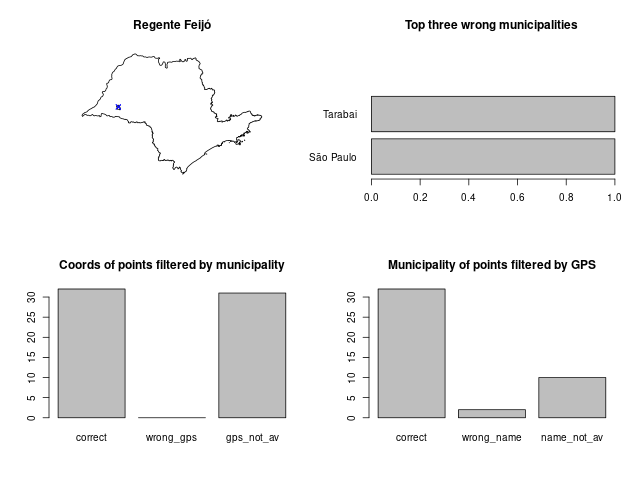 Regente Feijó
Top three wrong municipalities
Tarabai
São Paulo
0.0 0.2 0.4 0.6 0.8 1.0
Coords of points filtered by municipality
30
25
20
15
10
5
0
correct wrong_gps gps_not_av
Municipality of points filtered by GPS
30
25
20
15
10
5
0
correct wrong_name name_not_av